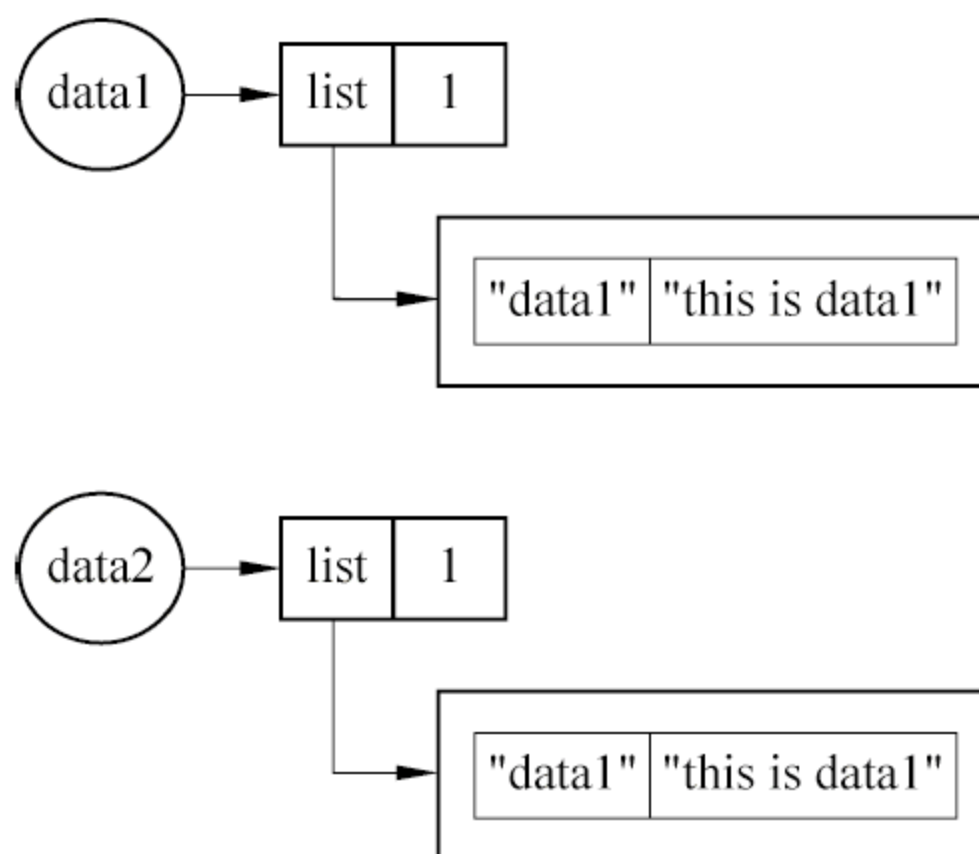 data1 list 1
"data1" "this is data1"
data2 list 1
"data1" "this is data1"